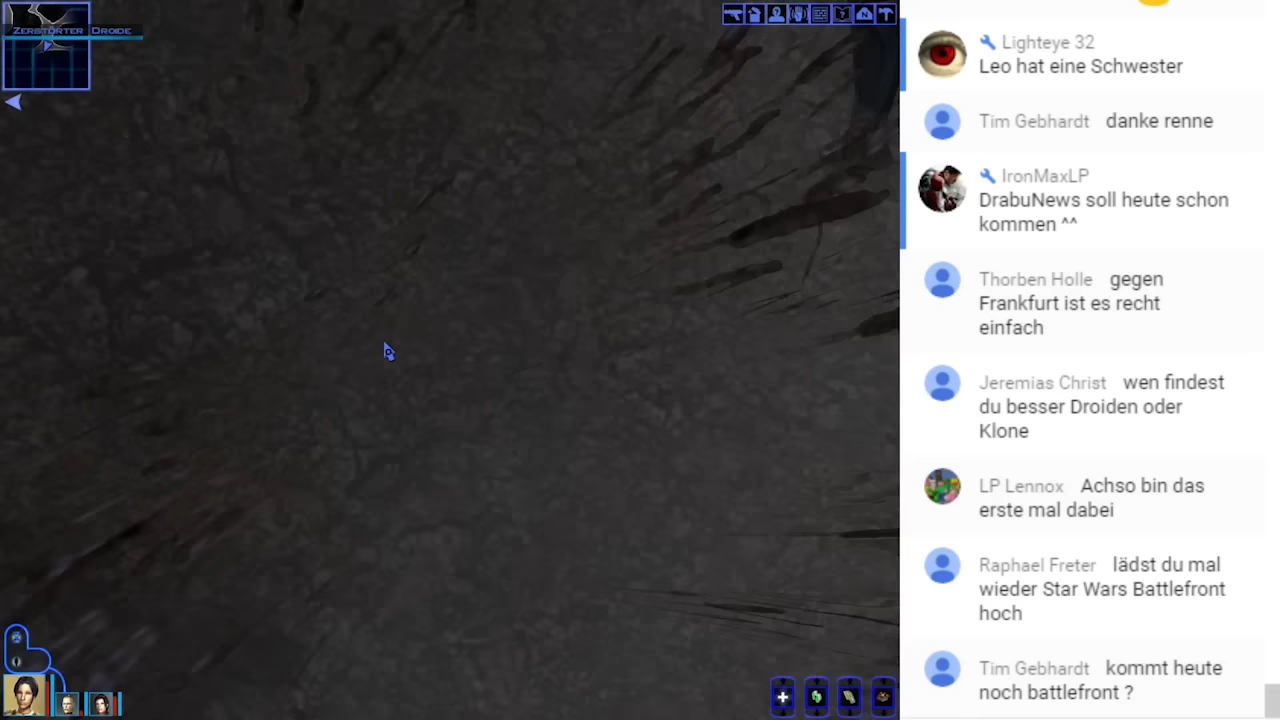 Zerstörter Droide
Lighteye 32
Leo hat eine Schwester
Tim Gebhardt danke renne
IronMaxLP
DrabuNews soll heute schon
kommen ^^
Thorben Holle gegen
Frankfurt ist es recht
einfach
Jeremias Christ wen findest
du besser Droiden oder
Klone
LP Lennox Achso bin das
erste mal dabei
Raphael Freter lädst du mal
wieder Star Wars Battlefront
hoch
Tim Gebhardt kommt heute
noch battlefront ?